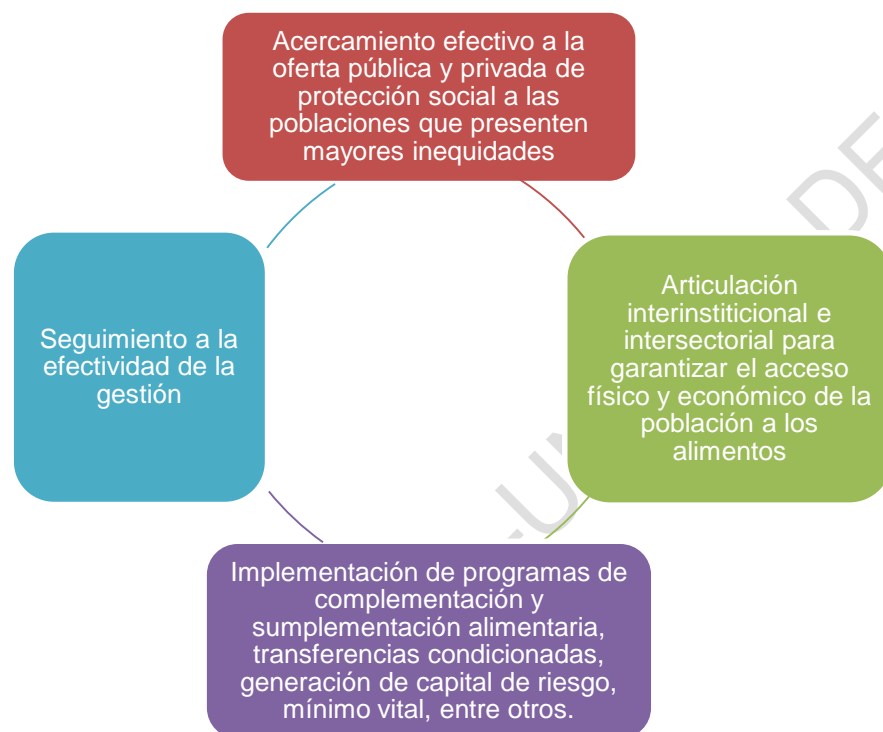 Acercamiento efectivo a la
oferta pública y privada de
protección social a las
poblaciones que presenten
mayores inequidades
Articulación
interinstiticional e
intersectorial para
garantizar el acceso
físico y económico de la
población a los
alimentos
Implementación de programas de
complementación y
sumplementación alimentaria,
transferencias condicionadas,
generación de capital de riesgo,
mínimo vital, entre otros.
Seguimiento a la
efectividad de la
gestión
DE